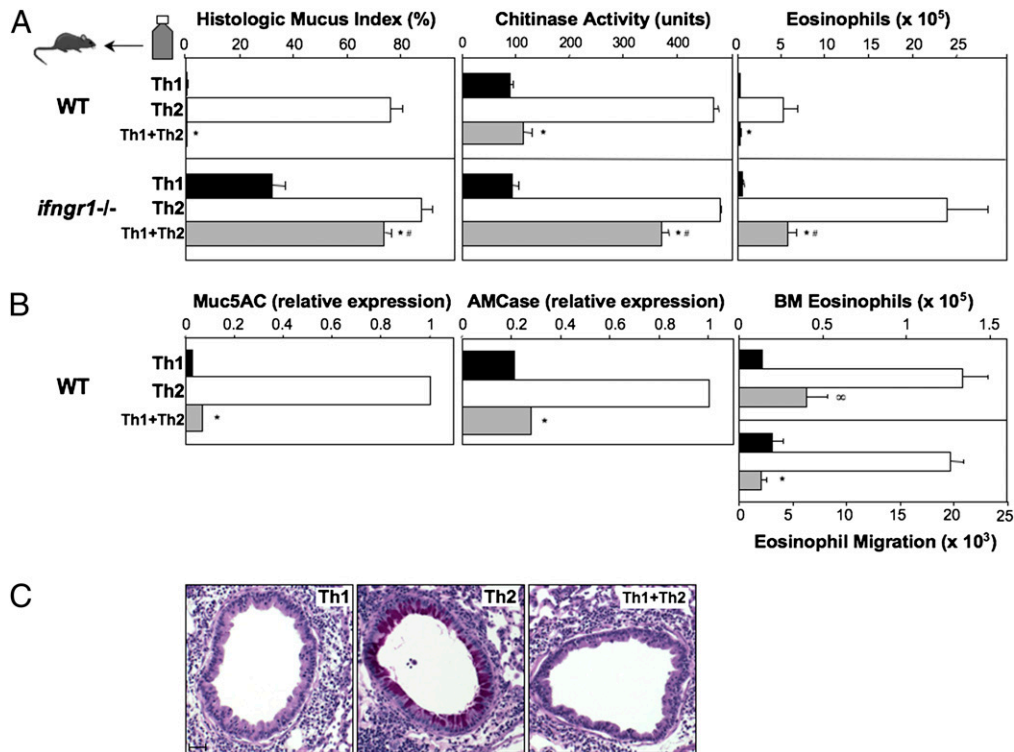 A
Histologic Mucus Index (%)
Chitinase Activity (units)
Eosinophils (x 10⁵)
0 20 40 60 80
0 100 200 300 400
0 10 20
WT
Th1
Th2
Th1+Th2
*
*
*
ifngr1-/-
Th1
Th2
Th1+Th2
* #
* #
* #
B
Muc5AC (relative expression)
AMCase (relative expression)
BM Eosinophils (x 10⁵)
0 0.2 0.4 0.6 0.8 1
0 0.2 0.4 0.6 0.8 1
0 0.5 1 1.5
WT
Th1
Th2
Th1+Th2
*
*
∞
*
0 5 10 15 20 25
Eosinophil Migration (x 10³)
C
Th1
Th2
Th1+Th2